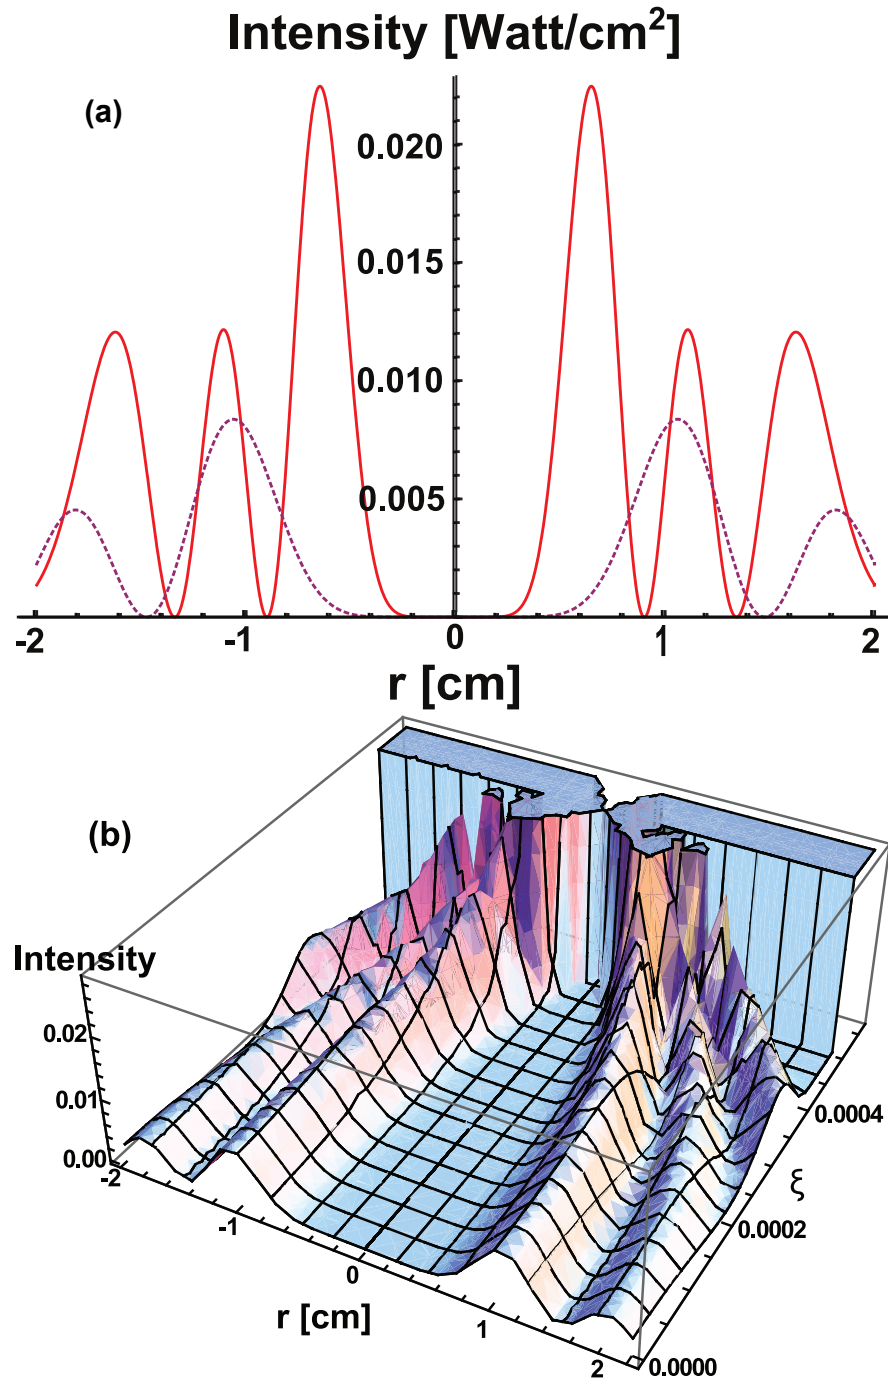 Intensity [Watt/cm²]
(a)
0.020
0.015
0.010
0.005
-2 -1 0 1 2
r [cm]
(b)
Intensity
0.02
0.01
0.00
-2 -1 0 1 2
r [cm]
0.0004
ξ
0.0002
0.0000